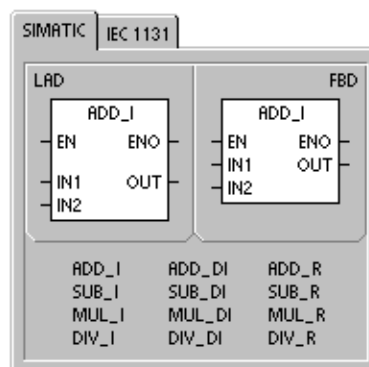 SIMATIC IEC 1131
LAD FBD
ADD_I ADD_I
EN ENO EN ENO
IN1 OUT IN1 OUT
IN2 IN2
ADD_I ADD_DI ADD_R
SUB_I SUB_DI SUB_R
MUL_I MUL_DI MUL_R
DIV_I DIV_DI DIV_R